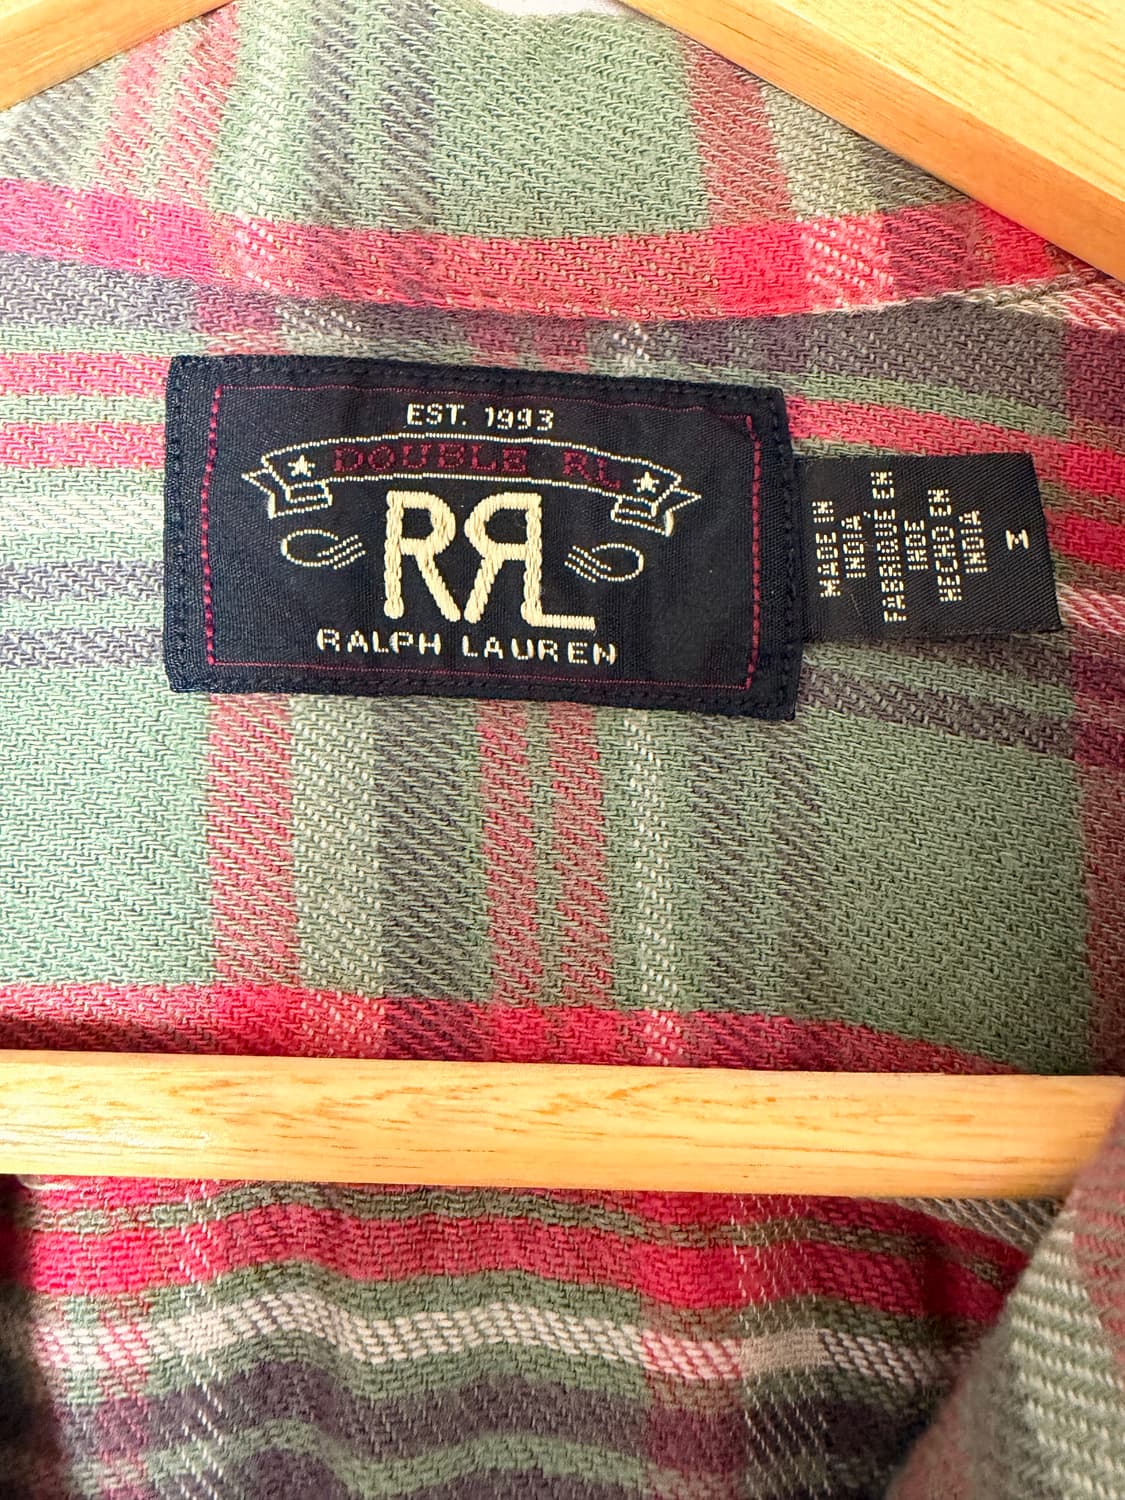 EST. 1993
DOUBLE RL
RRL
RALPH LAUREN
MADE IN
INDIA
FABRIQUÉ EN
INDE
HECHO EN
INDIA
M